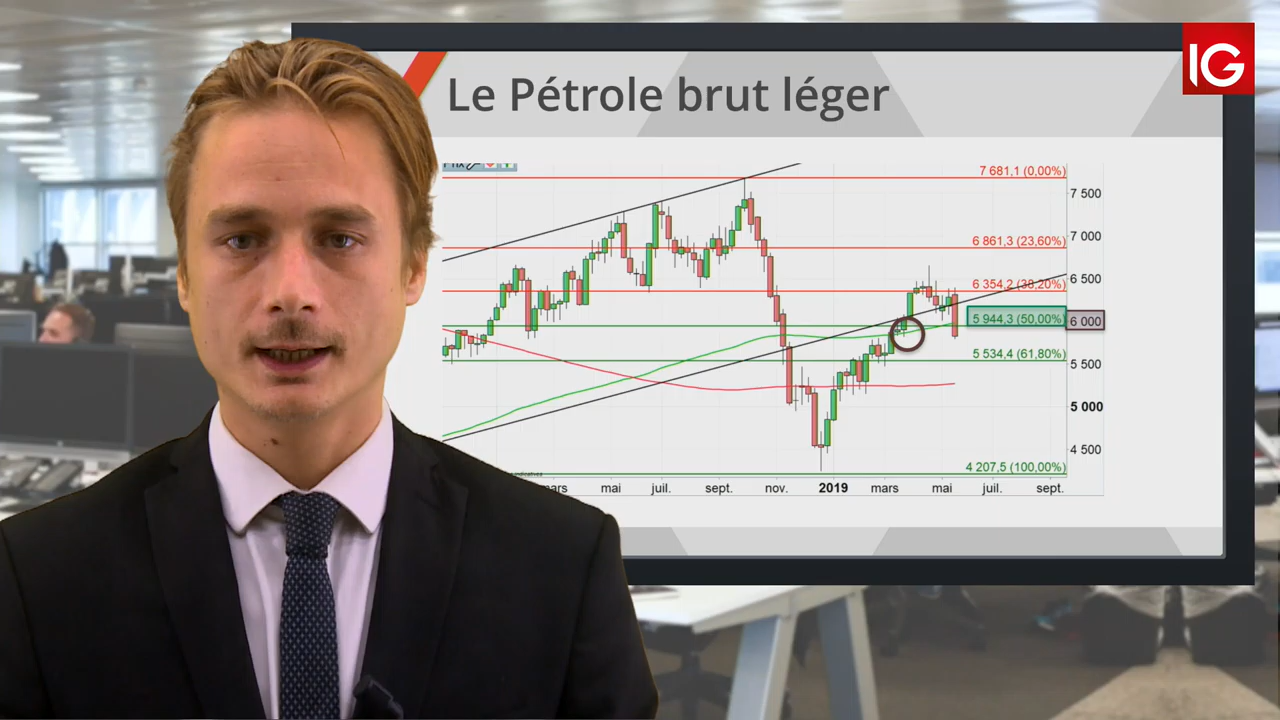 IG
Le Pétrole brut léger
7 681,1 (0,00%)
7 500
7 000
6 861,3 (23,60%)
6 500
6 354,2 (38,20%)
5 944,3 (50,00%)
6 000
5 534,4 (61,80%)
5 500
5 000
4 500
4 207,5 (100,00%)
mai juil. sept. nov. 2019 mars mai juil. sept.